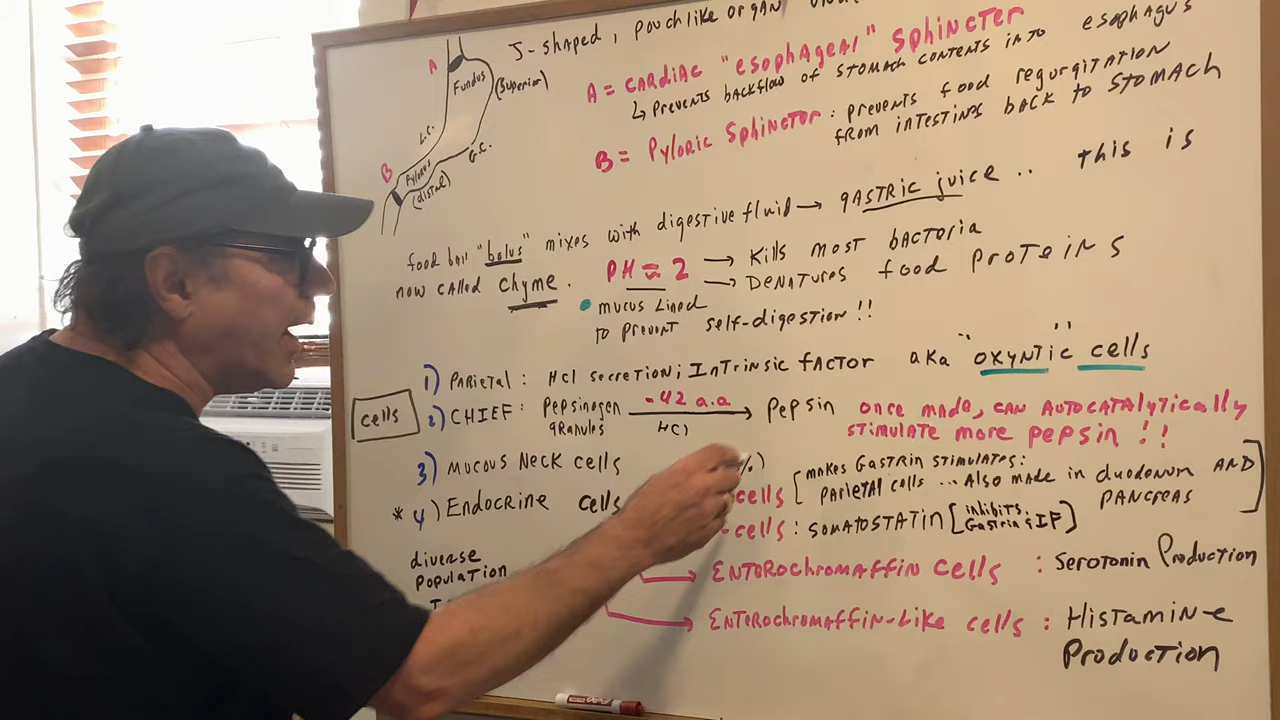 J-shaped, pouchlike organ
A
Fundus
(Superior)
L.C.
G.C.
B
Pylorus
(distal)
A = CARDIAC "esophageal" Sphincter
↳ Prevents backflow of stomach contents into esophagus
B = Pyloric Sphincter : prevents food regurgitation
from intestines back to stomach
food ball "bolus" mixes with digestive fluid → gastric juice .. this is
now called chyme.
PH ≈ 2 → Kills most bacteria
→ Denatures food proteins
mucus lined
to prevent self-digestion!!
cells
1) Parietal : HCl secretion; Intrinsic factor aka "oxyntic" cells
2) CHIEF: Pepsinogen -42 a.a → Pepsin once made, can autocatalytically
granules HCl stimulate more pepsin!!
3) Mucous Neck cells
* 4) Endocrine cells
%)
cells [makes Gastrin stimulates:
parietal cells ... Also made in duodenum AND
PANCREAS]
-cells : somatostatin [inhibits
Gastrin & IF]
diverse
population
→ Enterochromaffin cells : Serotonin Production
→ Enterochromaffin-like cells : Histamine
Production